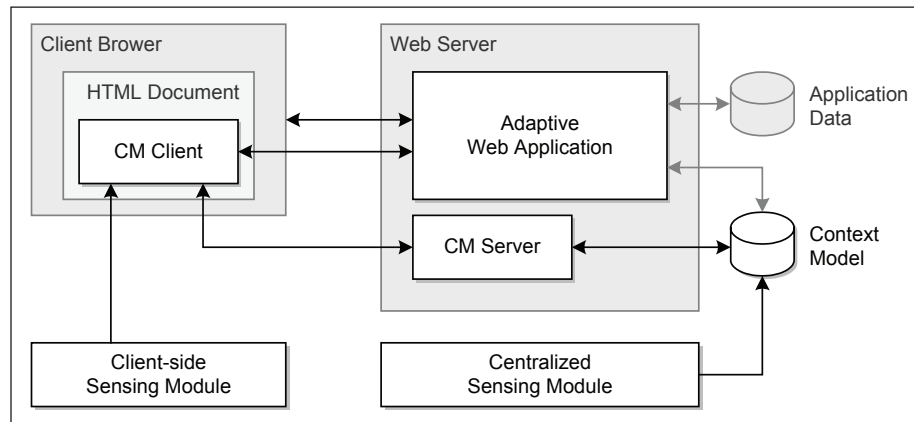 Client Brower
Web Server
HTML Document
CM Client
Adaptive
Web Application
Application
Data
CM Server
Context
Model
Client-side
Sensing Module
Centralized
Sensing Module